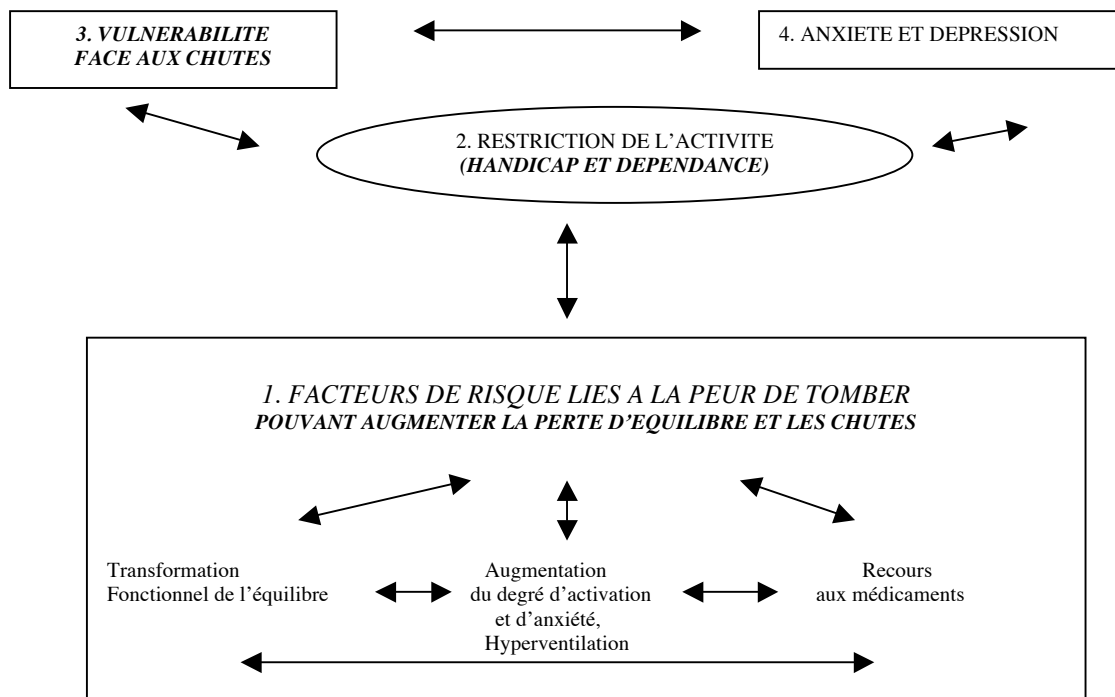 3. VULNERABILITE
FACE AUX CHUTES
4. ANXIETE ET DEPRESSION
2. RESTRICTION DE L'ACTIVITE
(HANDICAP ET DEPENDANCE)
1. FACTEURS DE RISQUE LIES A LA PEUR DE TOMBER
POUVANT AUGMENTER LA PERTE D'EQUILIBRE ET LES CHUTES
Transformation
Fonctionnel de l'équilibre
Augmentation
du degré d'activation
et d'anxiété,
Hyperventilation
Recours
aux médicaments